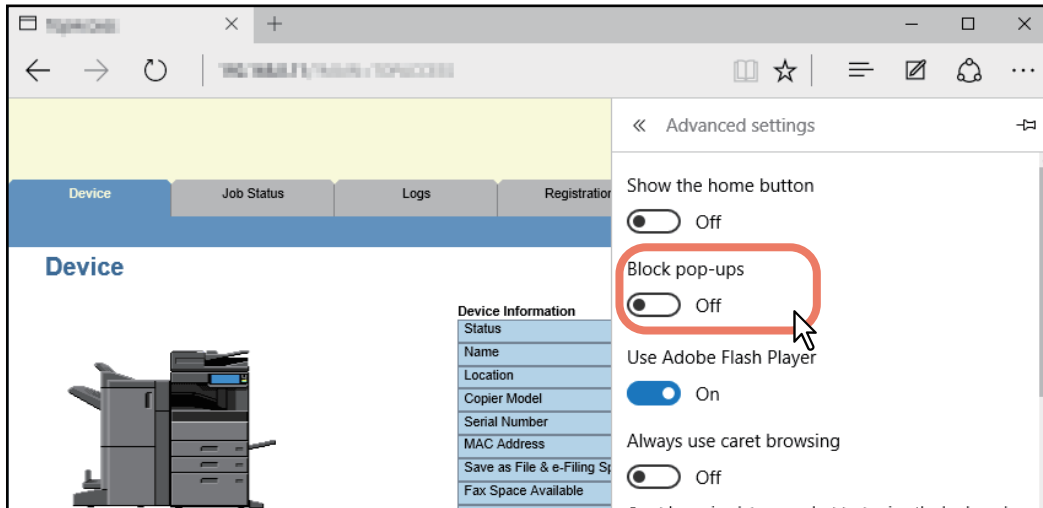 Advanced settings
Device
Job Status
Logs
Registration
Show the home button
Off
Block pop-ups
Off
Use Adobe Flash Player
On
Always use caret browsing
Off
Device
Device Information
Status
Name
Location
Copier Model
Serial Number
MAC Address
Save as File & e-Filing Sp
Fax Space Available